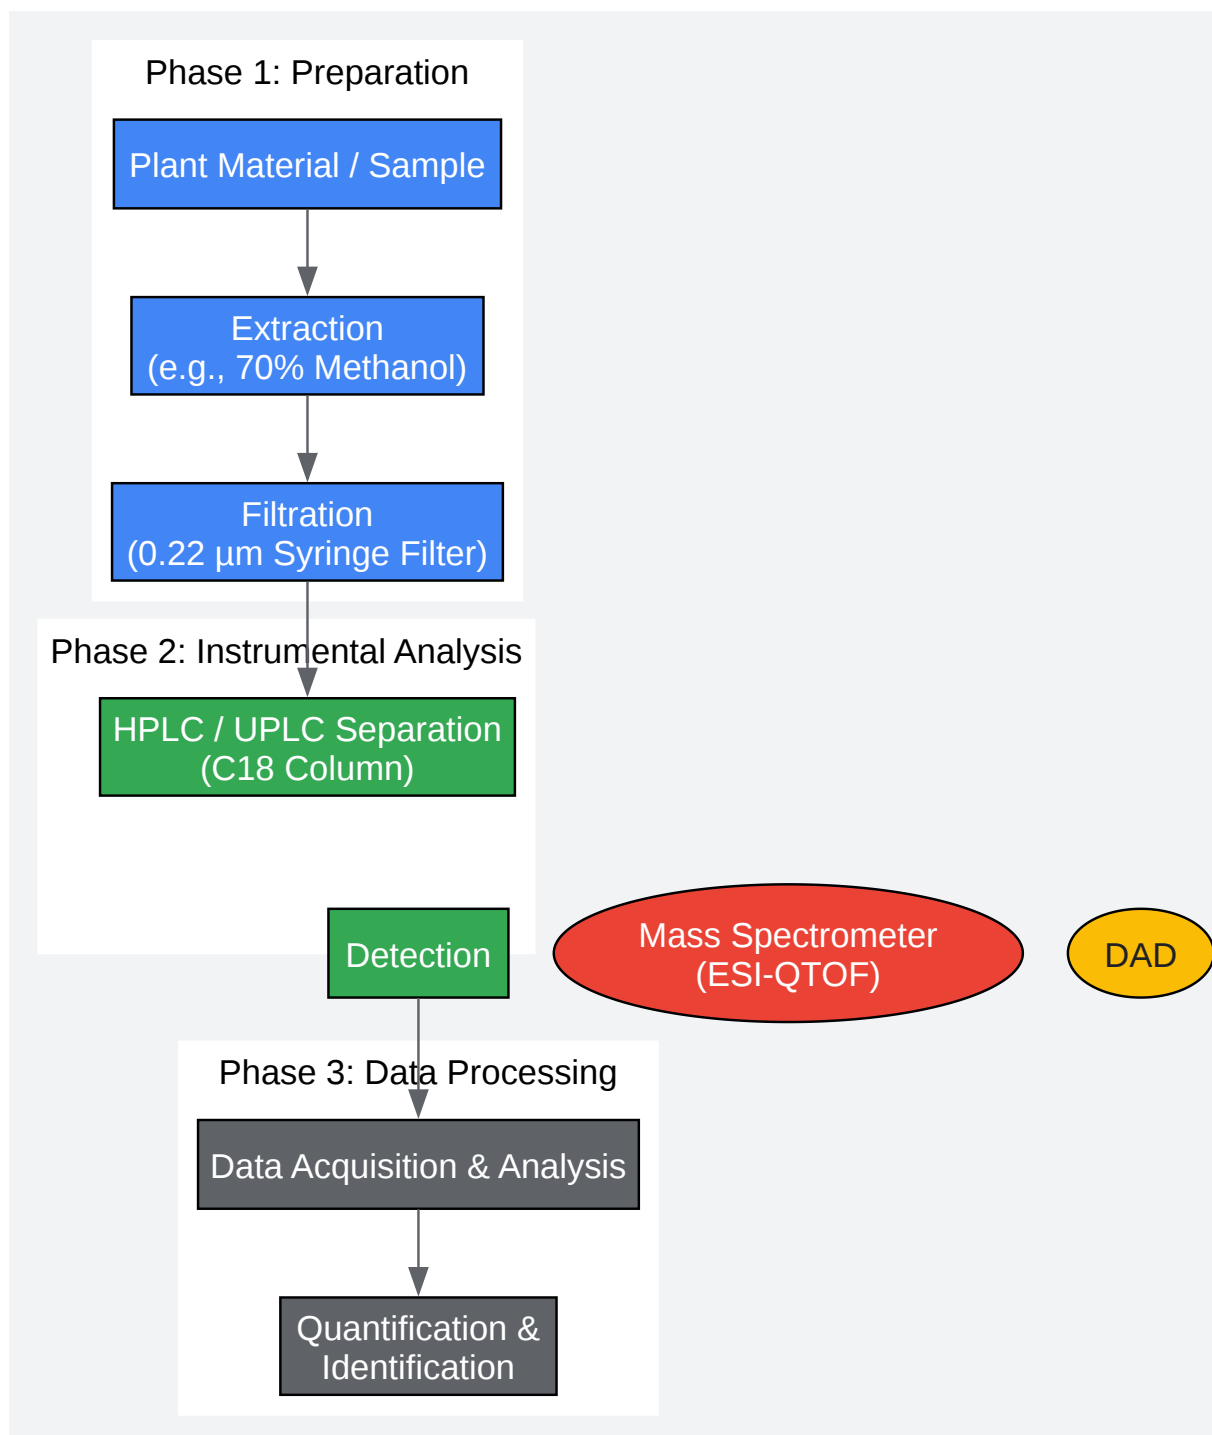 Phase 1: Preparation
Plant Material / Sample
Extraction
(e.g., 70% Methanol)
Filtration
(0.22 µm Syringe Filter)
Phase 2: Instrumental Analysis
HPLC / UPLC Separation
(C18 Column)
Detection
Mass Spectrometer
(ESI-QTOF)
DAD
Phase 3: Data Processing
Data Acquisition & Analysis
Quantification &
Identification